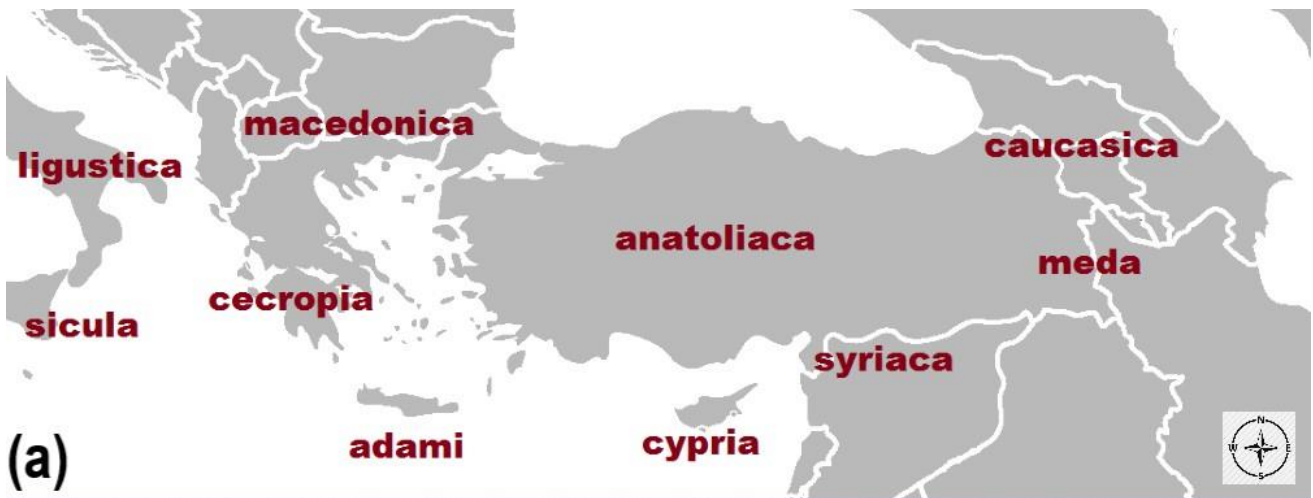 macedonica
caucasica
ligustica
anatoliaca
meda
cecropia
sicula
syriaca
adami
cypria
(a)
N
W
E
S